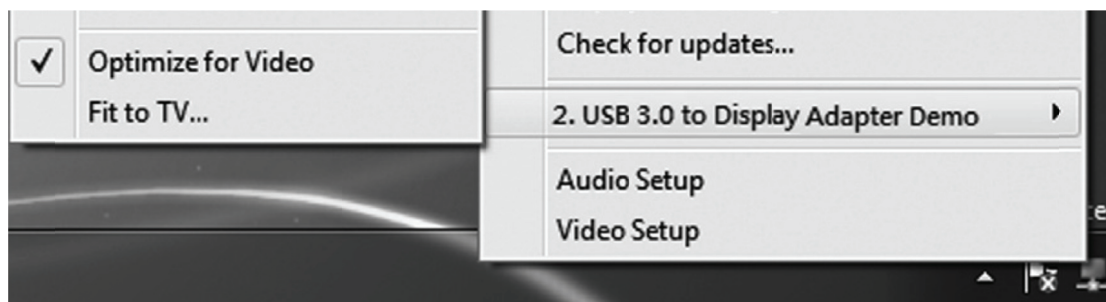 Optimize for Video
Fit to TV...
Check for updates...
2. USB 3.0 to Display Adapter Demo
Audio Setup
Video Setup